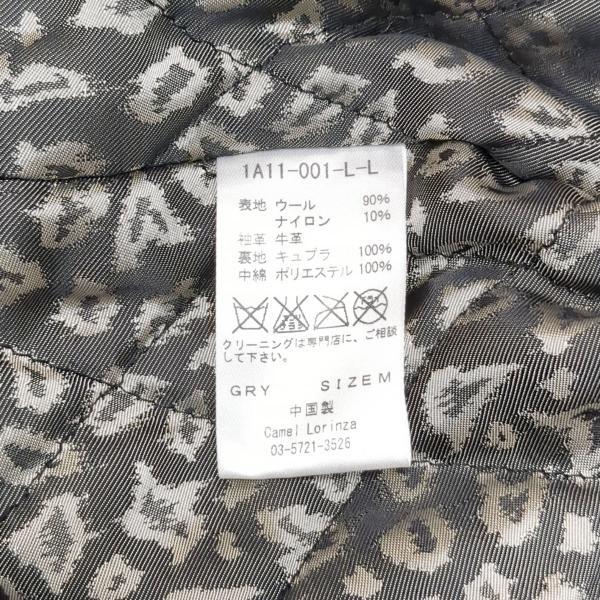 1A11-001-L-L
表地 ウール 90%
ナイロン 10%
袖革 牛革
裏地 キュプラ 100%
中綿 ポリエステル 100%
クリーニングは専門店に、ご相談
して下さい。
GRY SIZE M
中国製
Camel Lorinza
03-5721-3526